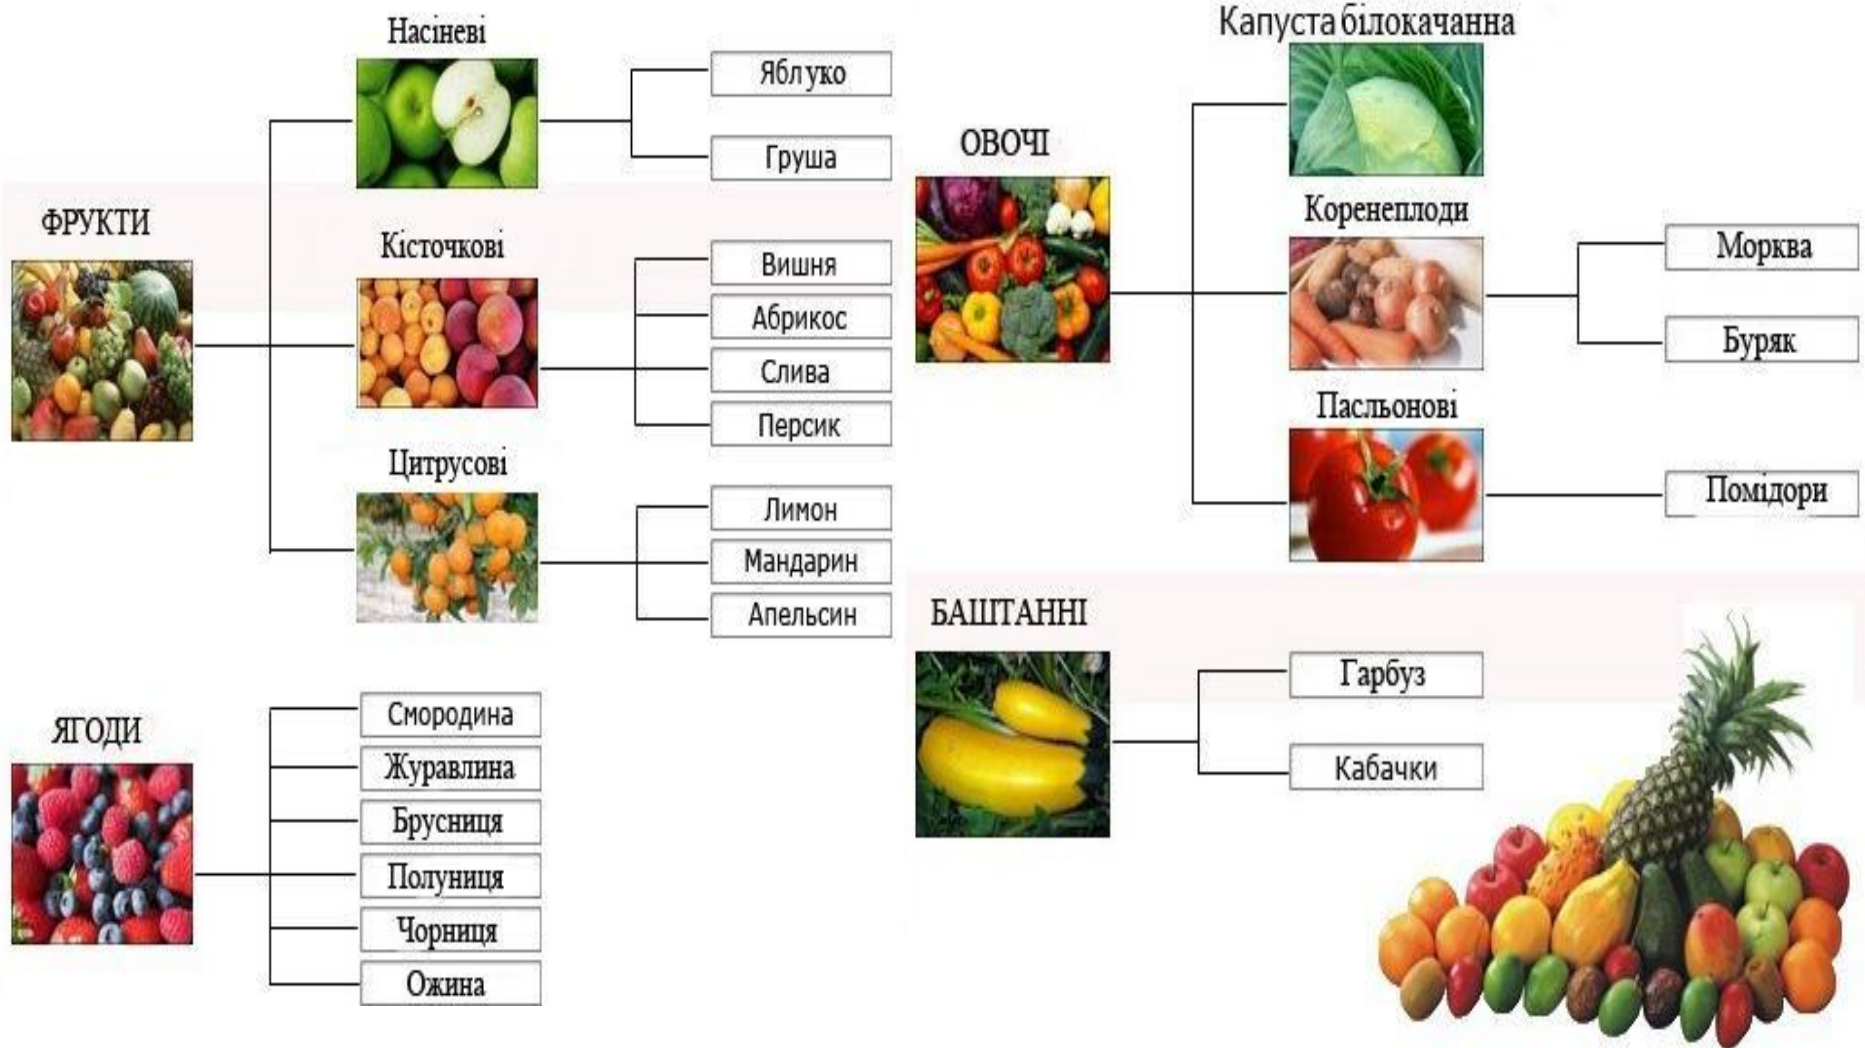 ФРУКТИ
Насіневі
Яблуко
Груша
Кісточкові
Вишня
Абрикос
Слива
Персик
Цитрусові
Лимон
Мандарин
Апельсин
ЯГОДИ
Смородина
Журавлина
Брусниця
Полуниця
Чорниця
Ожина
ОВОЧІ
Капуста білокачанна
Коренеплоди
Морква
Буряк
Пасльонові
Помідори
БАШТАННІ
Гарбуз
Кабачки